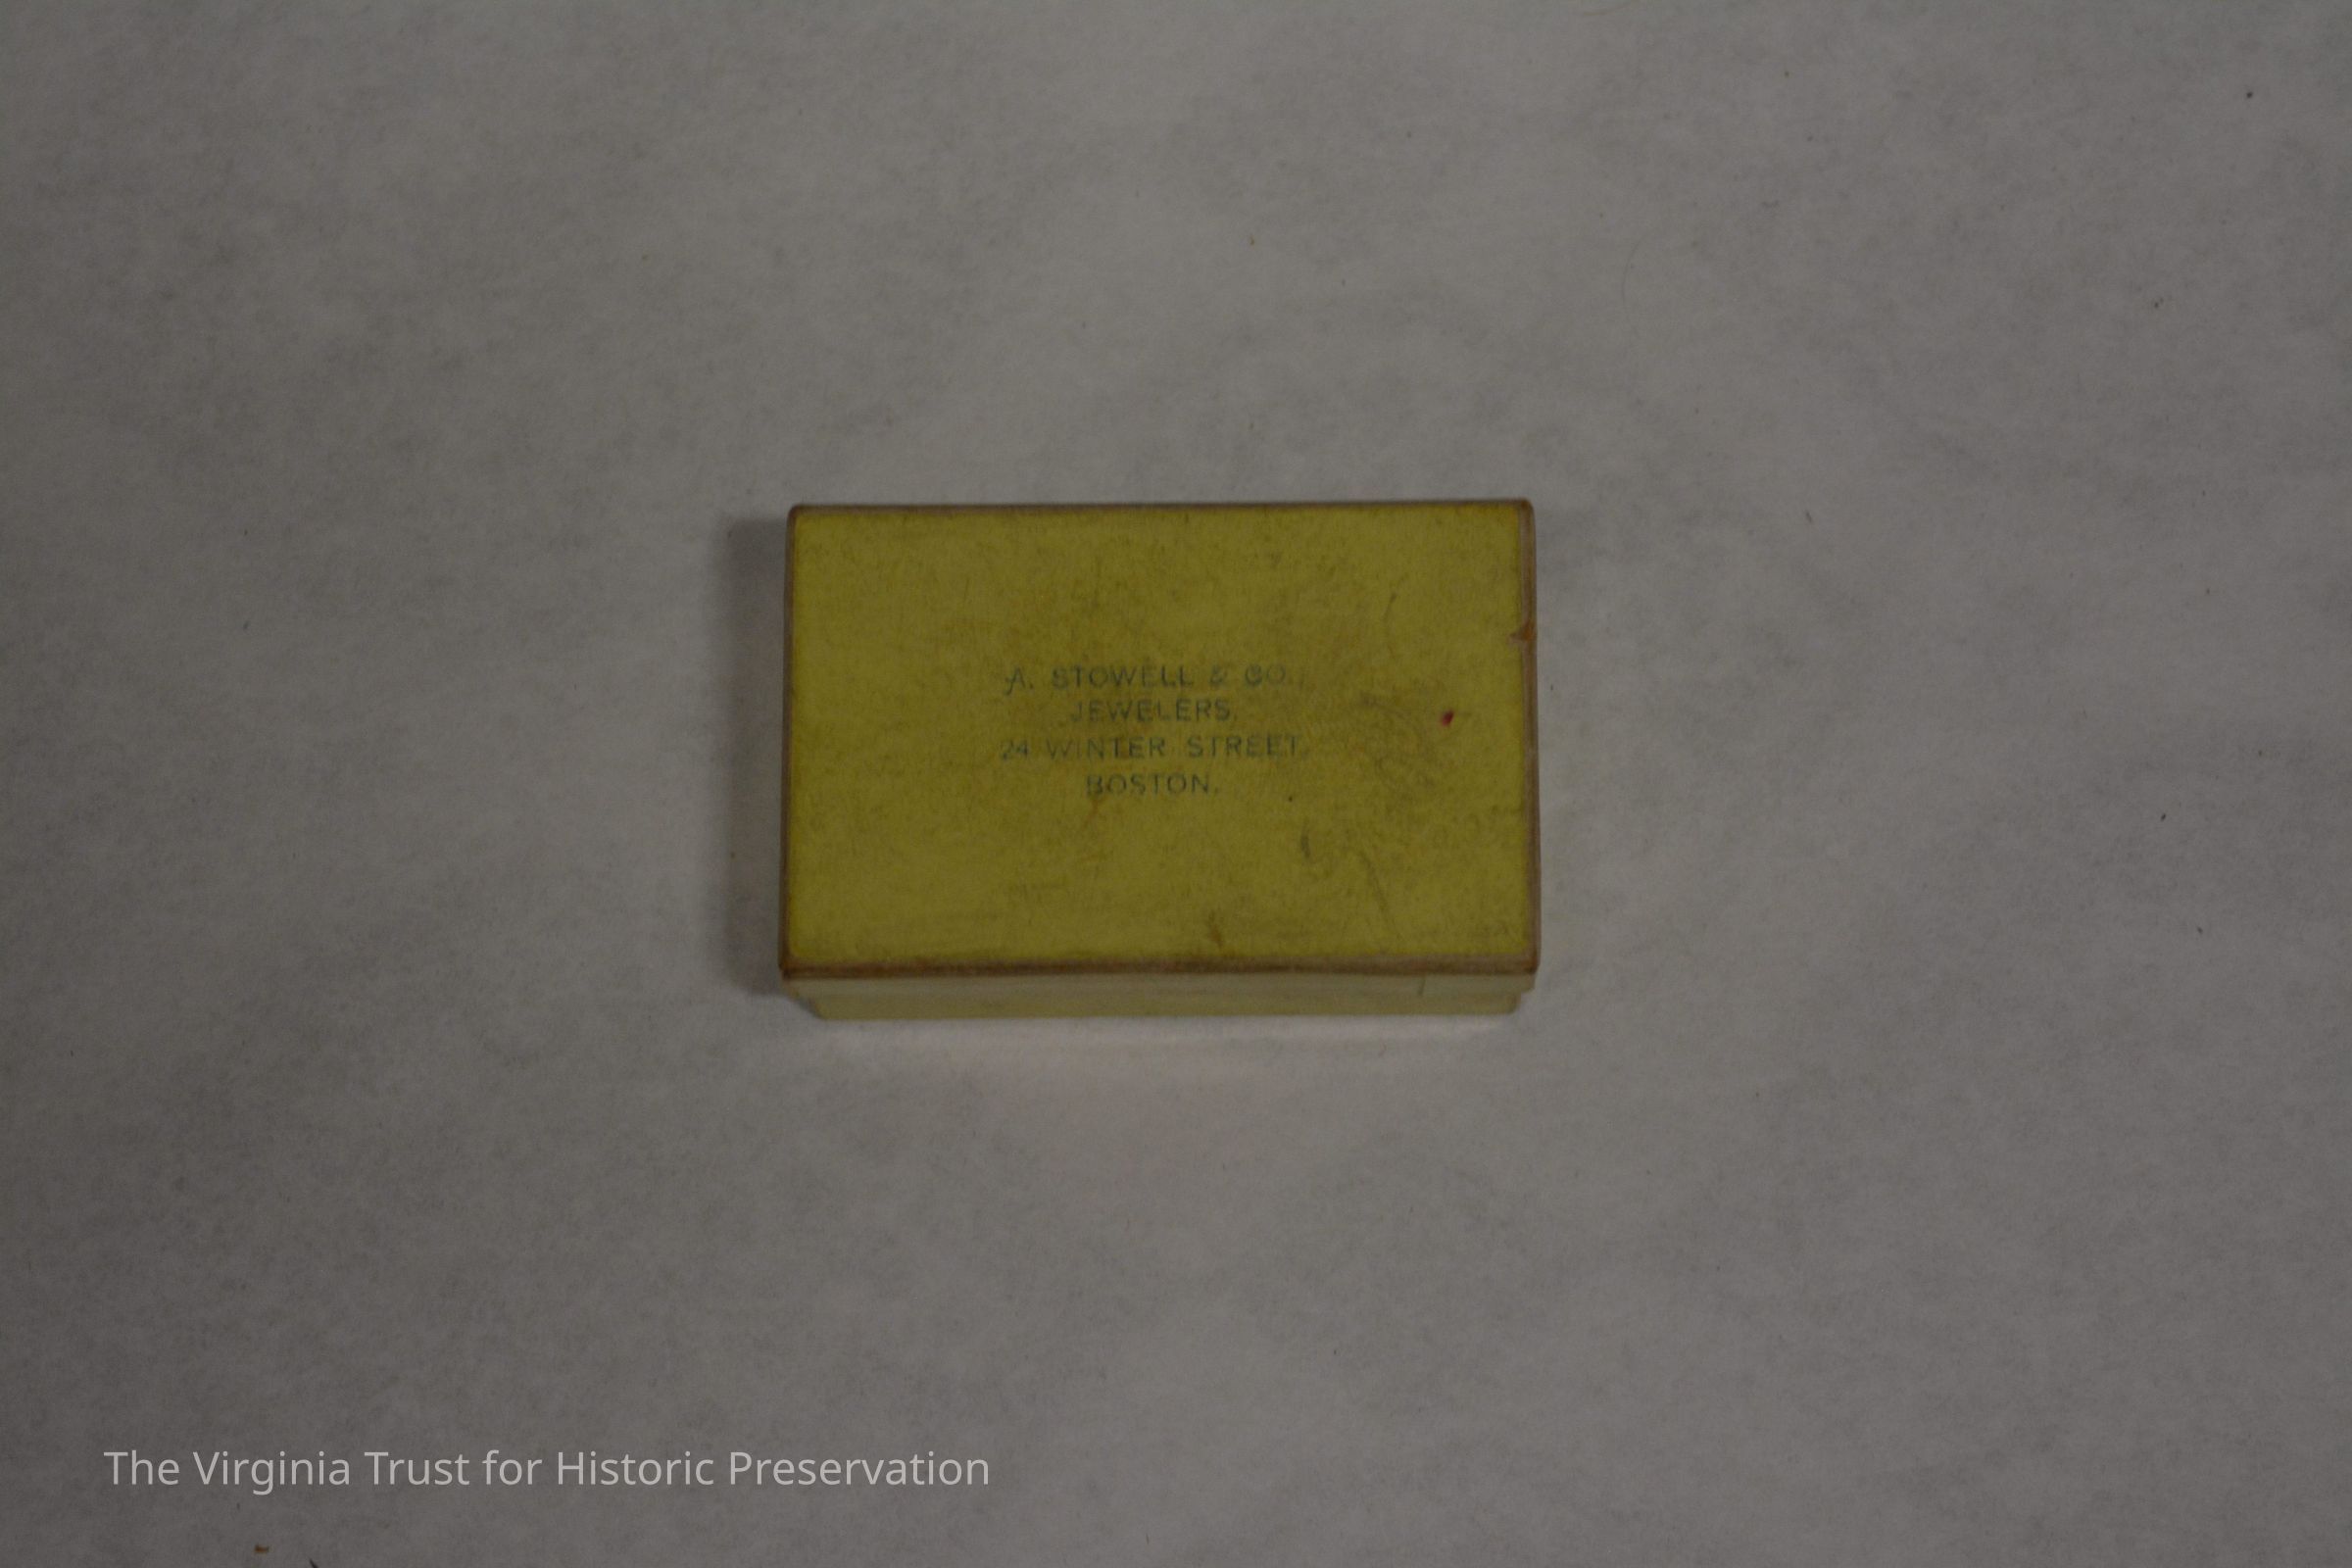 A. STOWELL & CO.
JEWELERS,
24 WINTER STREET,
BOSTON.
The Virginia Trust for Historic Preservation